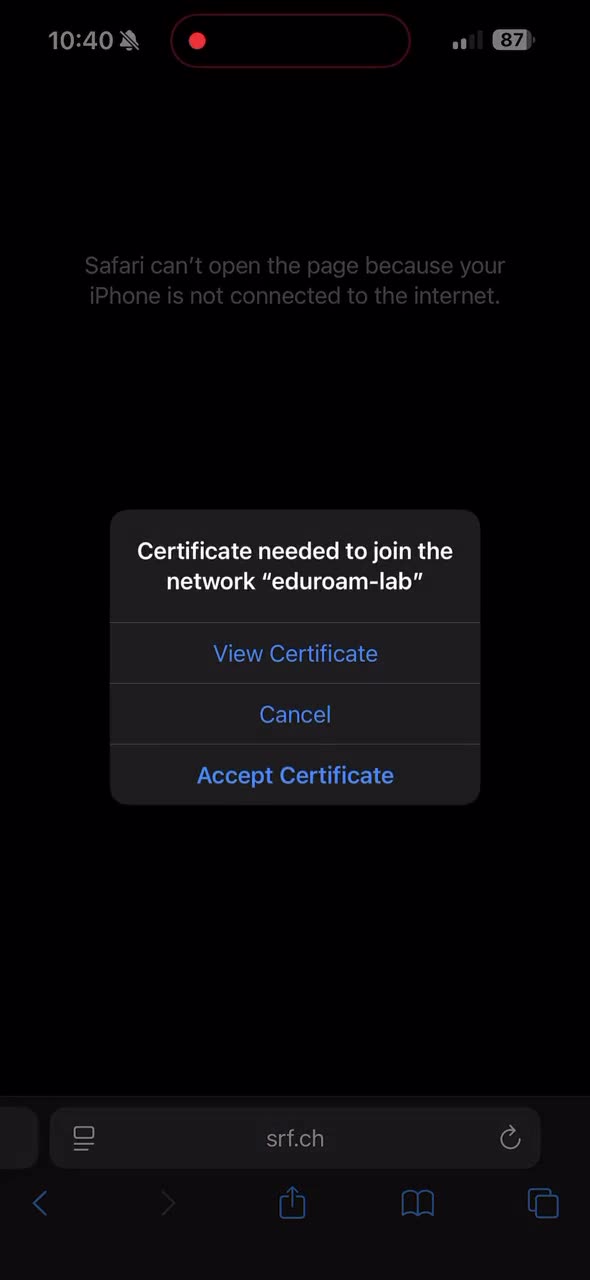 10:40
87
Safari can’t open the page because your
iPhone is not connected to the internet.
Certificate needed to join the
network “eduroam-lab”
View Certificate
Cancel
Accept Certificate
srf.ch